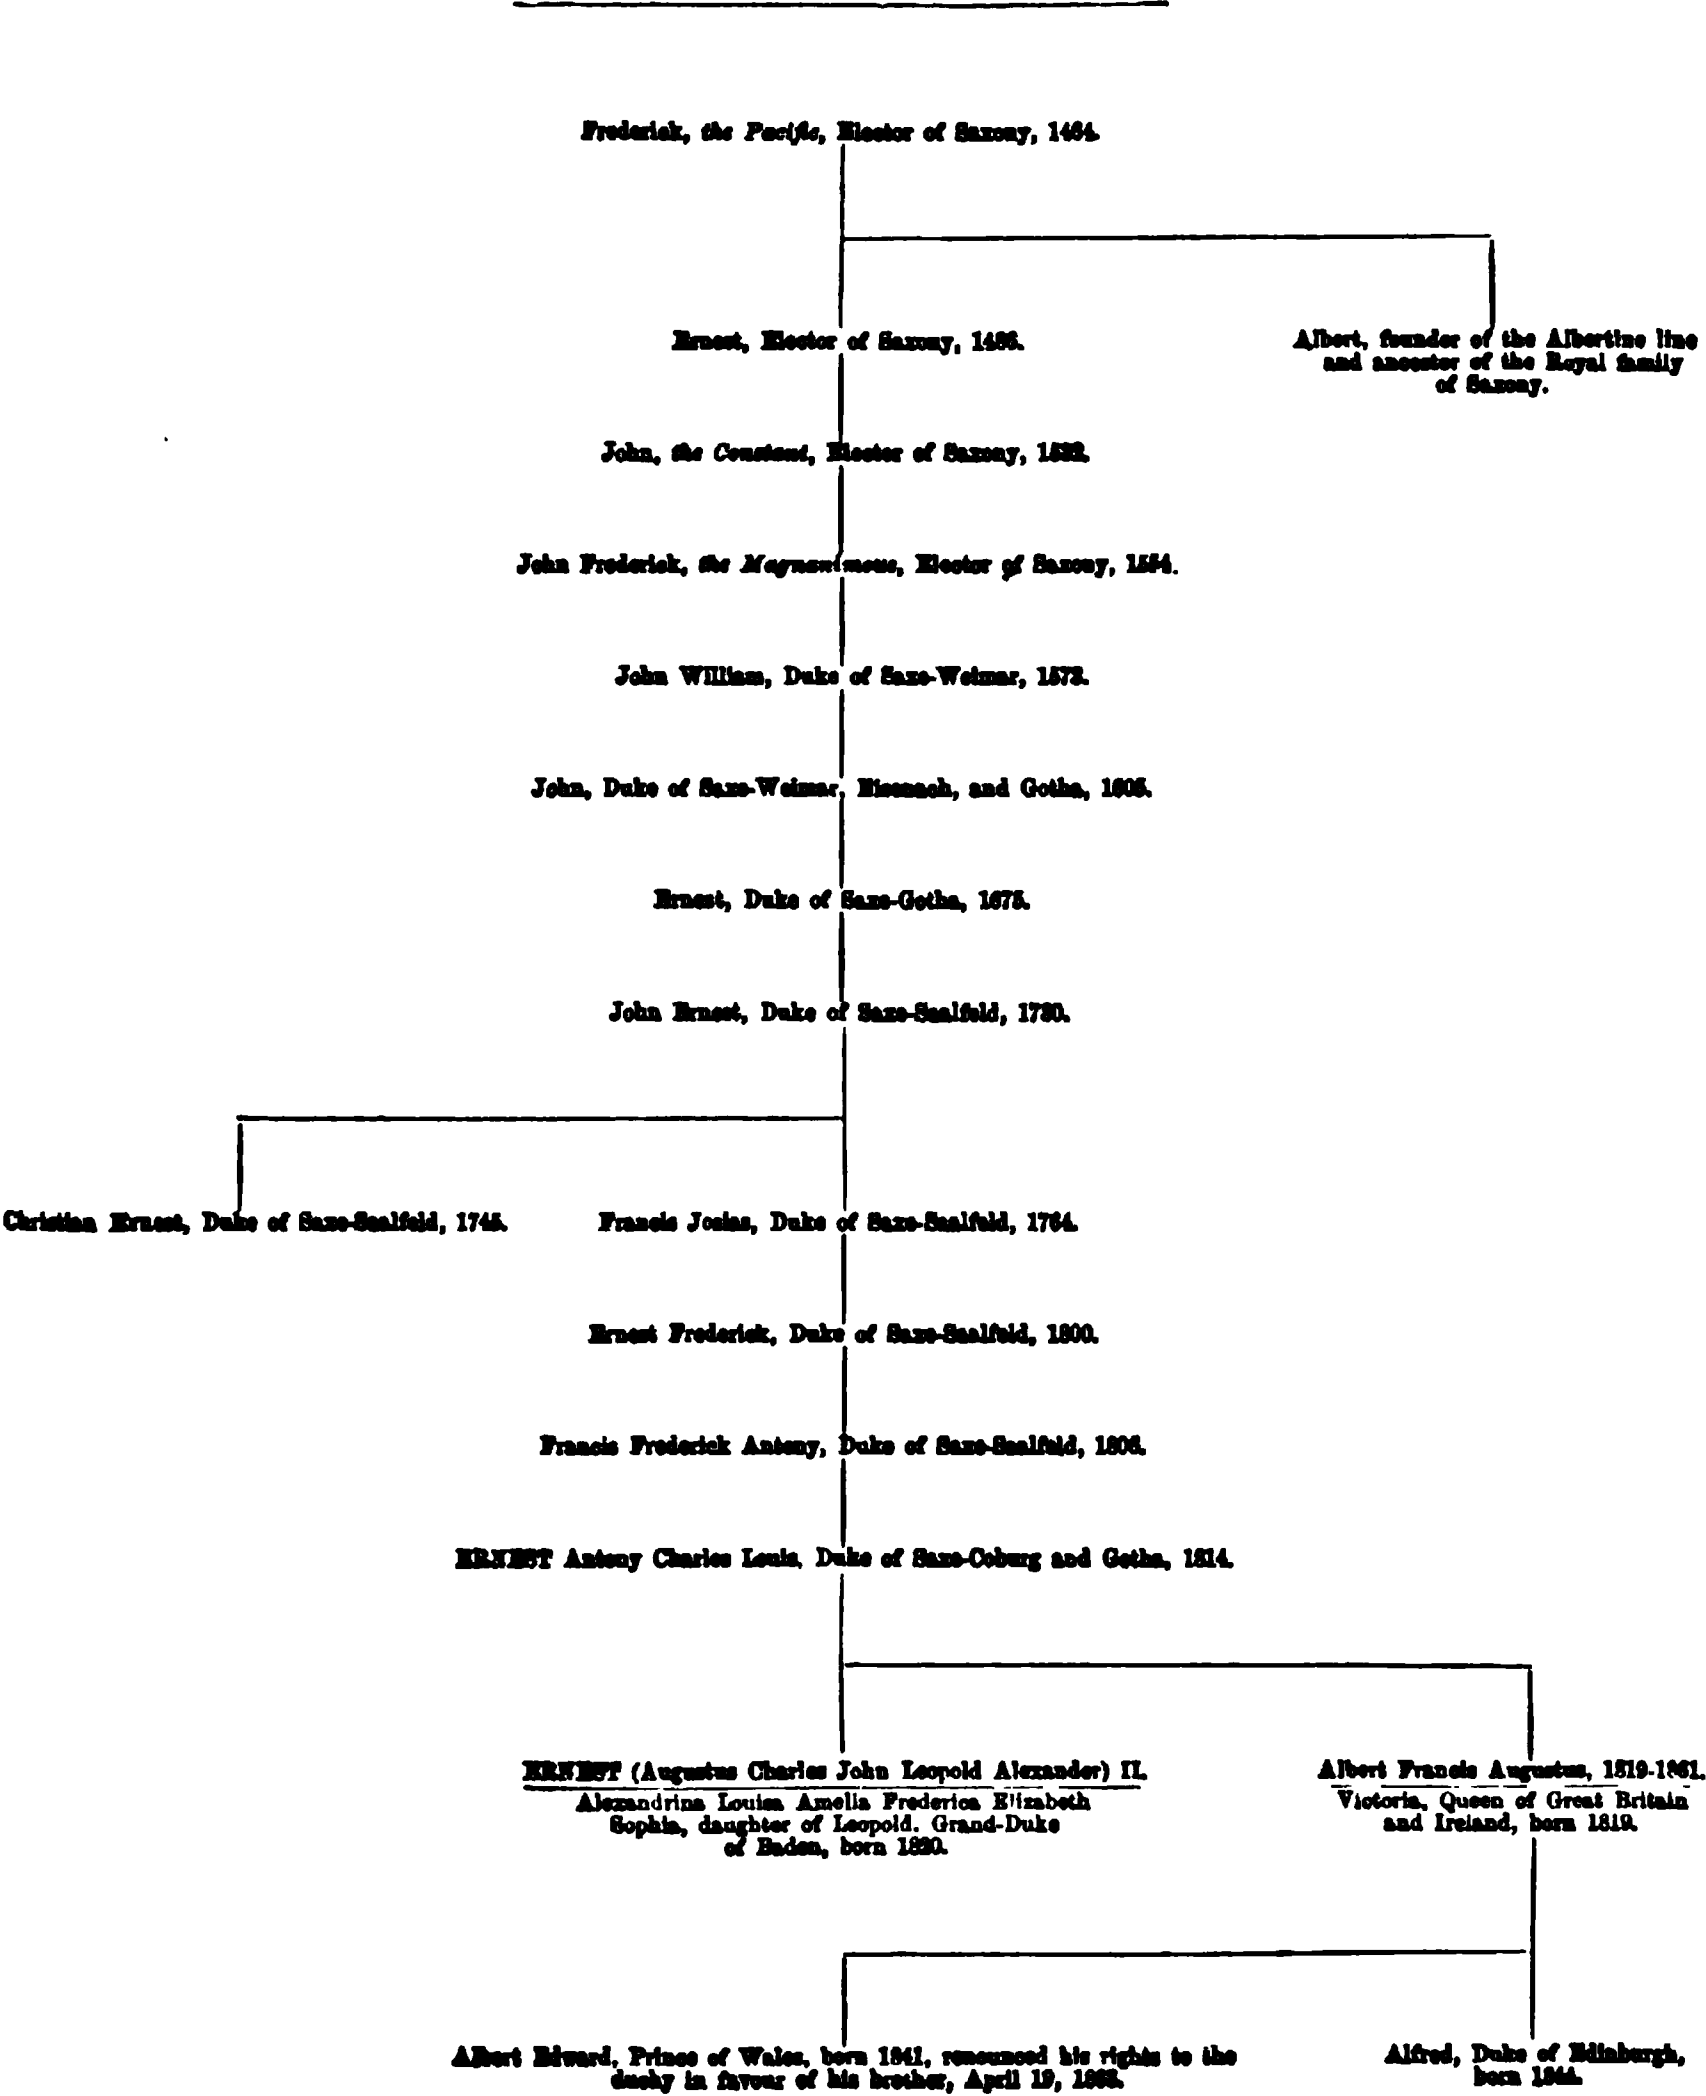 Frederick, the Pacific, Elector of Saxony, 1464.
Ernest, Elector of Saxony, 1486.
Albert, founder of the Albertine line
and ancestor of the Royal family
of Saxony.
John, the Constant, Elector of Saxony, 1532.
John Frederick, the Magnanimous, Elector of Saxony, 1554.
John William, Duke of Saxe-Weimar, 1573.
John, Duke of Saxe-Weimar, Eisenach, and Gotha, 1605.
Ernest, Duke of Saxe-Gotha, 1675.
John Ernest, Duke of Saxe-Saalfeld, 1730.
Christian Ernest, Duke of Saxe-Saalfeld, 1745.
Francis Josias, Duke of Saxe-Saalfeld, 1764.
Ernest Frederick, Duke of Saxe-Saalfeld, 1800.
Francis Frederick Antony, Duke of Saxe-Saalfeld, 1806.
ERNEST Antony Charles Louis, Duke of Saxe-Coburg and Gotha, 1814.
ERNEST (Augustus Charles John Leopold Alexander) II.
Alexandrina Louisa Amelia Frederica Elizabeth
Sophia, daughter of Leopold. Grand-Duke
of Baden, born 1820.
Albert Francis Augustus, 1819-1861.
Victoria, Queen of Great Britain
and Ireland, born 1819.
Albert Edward, Prince of Wales, born 1841, renounced his rights to the
duchy in favour of his brother, April 19, 1863.
Alfred, Duke of Edinburgh,
born 1844.